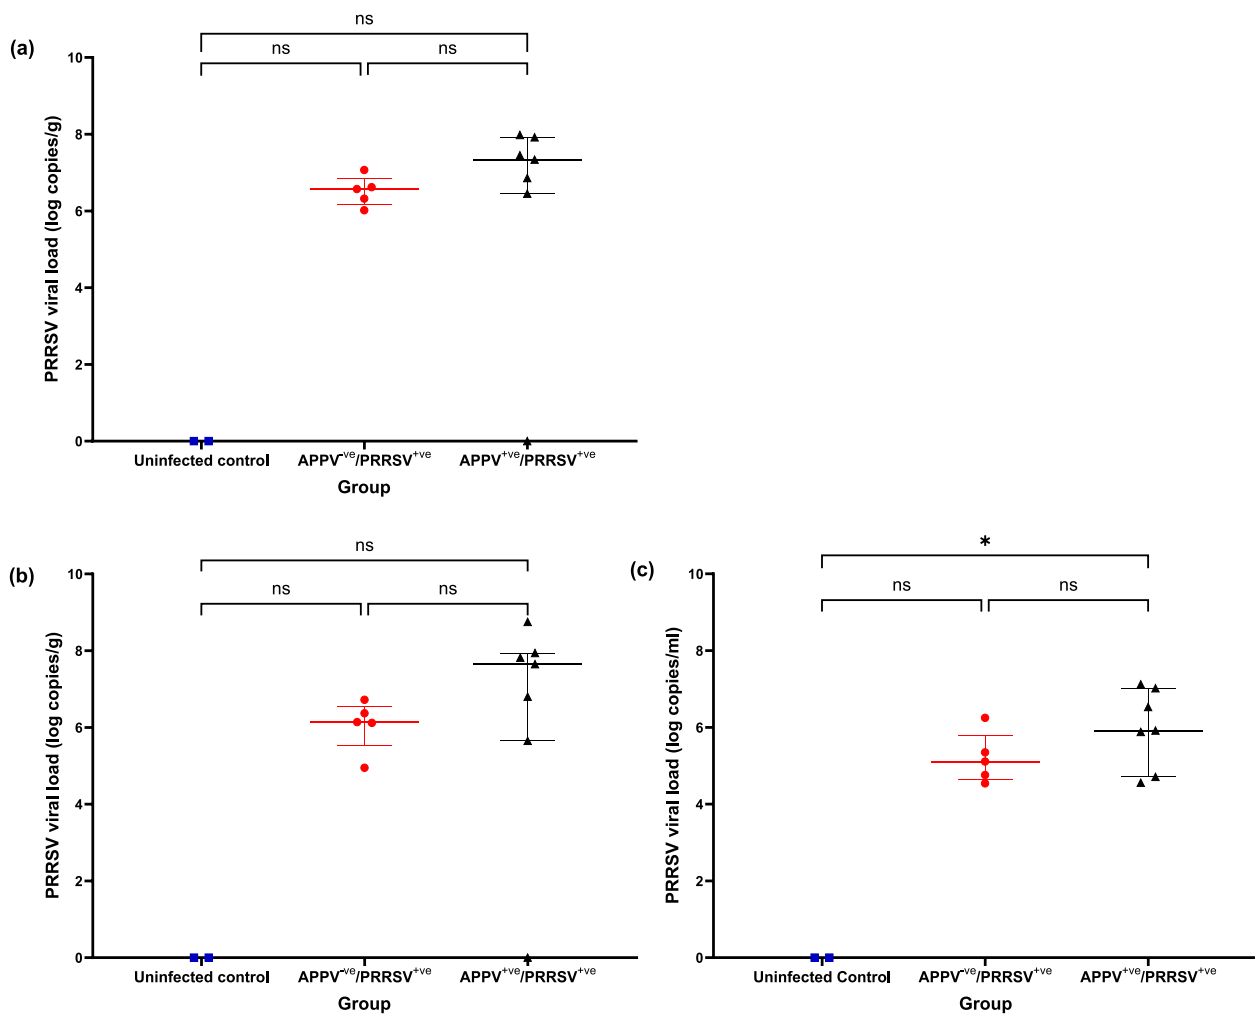 ns
(a)
ns ns
10
8
6
4
2
0
PRRSV viral load (log copies/g)
Uninfected control APPV⁻ᵛᵉ/PRRSV⁺ᵛᵉ APPV⁺ᵛᵉ/PRRSV⁺ᵛᵉ
Group
ns
(b)
ns ns
10
8
6
4
2
0
PRRSV viral load (log copies/g)
Uninfected control APPV⁻ᵛᵉ/PRRSV⁺ᵛᵉ APPV⁺ᵛᵉ/PRRSV⁺ᵛᵉ
Group
*
(c)
ns ns
10
8
6
4
2
0
PRRSV viral load (log copies/ml)
Uninfected Control APPV⁻ᵛᵉ/PRRSV⁺ᵛᵉ APPV⁺ᵛᵉ/PRRSV⁺ᵛᵉ
Group